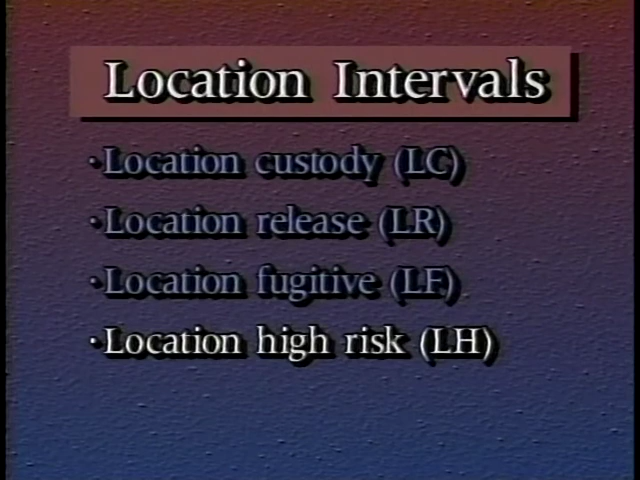 Location Intervals
·Location custody (LC)
·Location release (LR)
·Location fugitive (LF)
·Location high risk (LH)